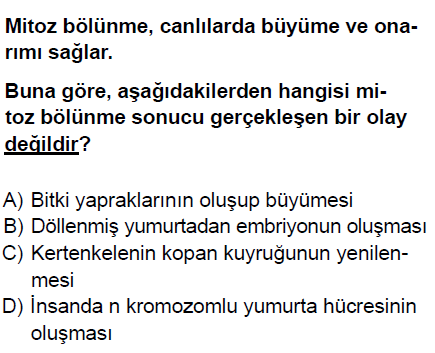 Mitoz bölünme, canlılarda büyüme ve ona-
rımı sağlar.
Buna göre, aşağıdakilerden hangisi mi-
toz bölünme sonucu gerçekleşen bir olay
değildir?
A) Bitki yapraklarının oluşup büyümesi
B) Döllenmiş yumurtadan embriyonun oluşması
C) Kertenkelenin kopan kuyruğunun yenilen-
mesi
D) İnsanda n kromozomlu yumurta hücresinin
oluşması